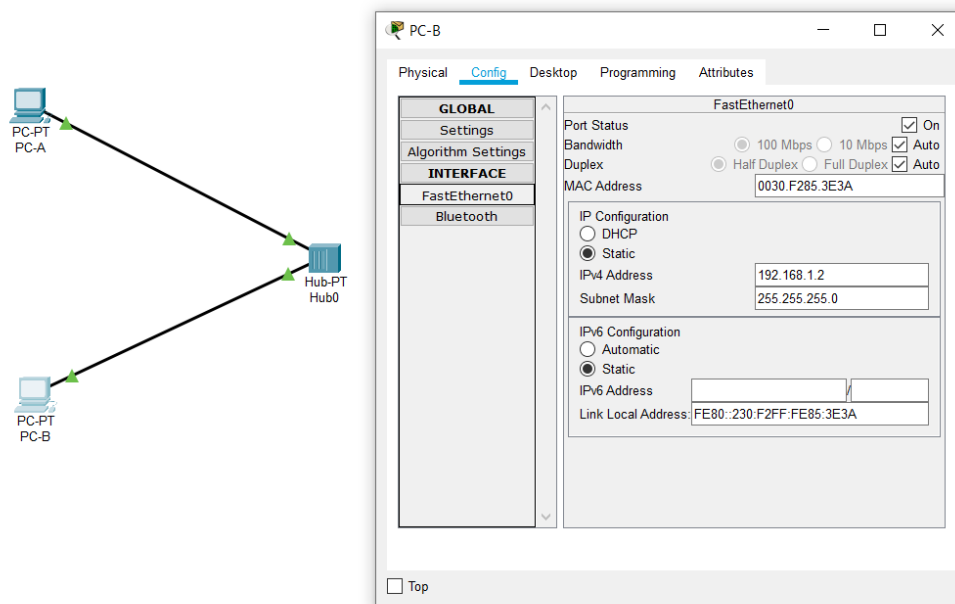 PC-PT
PC-A
Hub-PT
Hub0
PC-PT
PC-B
PC-B
Physical Config Desktop Programming Attributes
GLOBAL
Settings
Algorithm Settings
INTERFACE
FastEthernet0
Bluetooth
FastEthernet0
Port Status On
Bandwidth 100 Mbps 10 Mbps Auto
Duplex Half Duplex Full Duplex Auto
MAC Address 0030.F285.3E3A
IP Configuration
DHCP
Static
IPv4 Address 192.168.1.2
Subnet Mask 255.255.255.0
IPv6 Configuration
Automatic
Static
IPv6 Address /
Link Local Address: FE80::230:F2FF:FE85:3E3A
Top